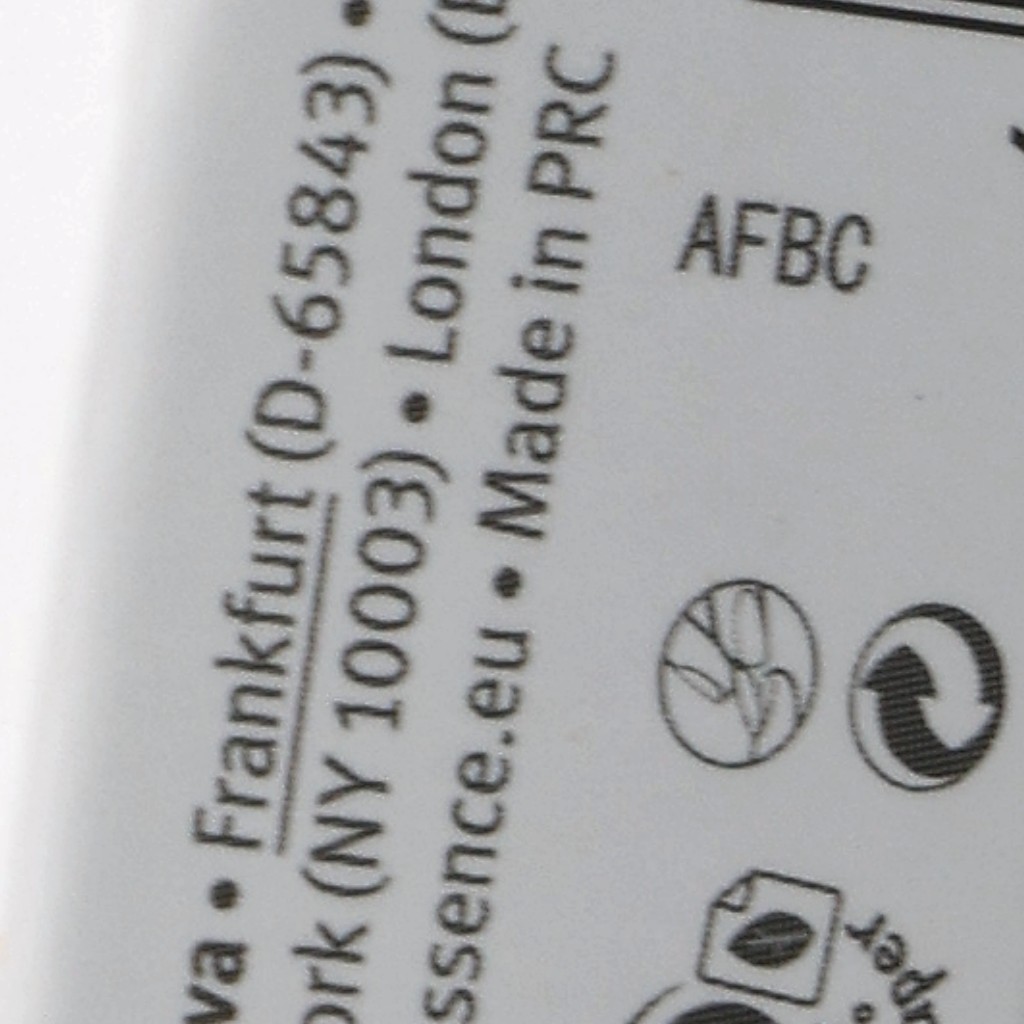 va • Frankfurt (D-65843) •
ork (NY 10003) • London (
ssence.eu • Made in PRC
AFBC